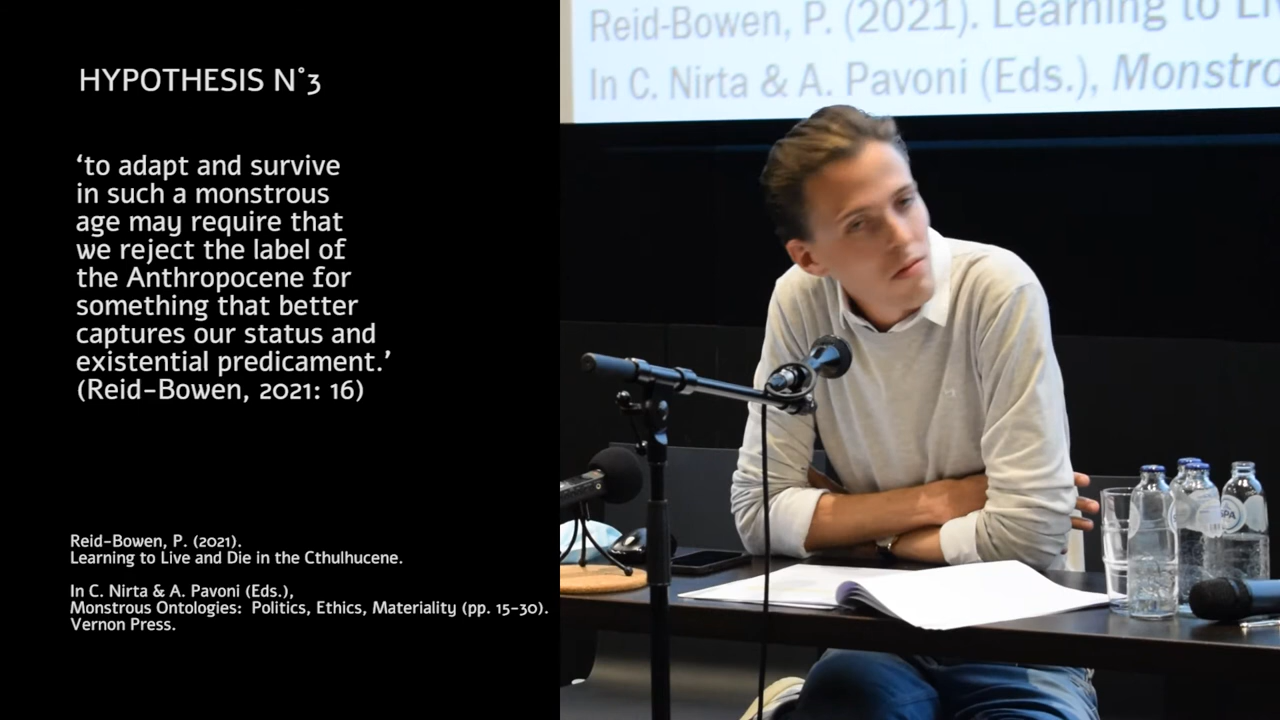 HYPOTHESIS N°3
‘to adapt and survive
in such a monstrous
age may require that
we reject the label of
the Anthropocene for
something that better
captures our status and
existential predicament.’
(Reid-Bowen, 2021: 16)
Reid-Bowen, P. (2021).
Learning to Live and Die in the Cthulhucene.
In C. Nirta & A. Pavoni (Eds.),
Monstrous Ontologies: Politics, Ethics, Materiality (pp. 15-30).
Vernon Press.
Reid-Bowen, P. (2021). Learning to
In C. Nirta & A. Pavoni (Eds.), Monstro
SPA